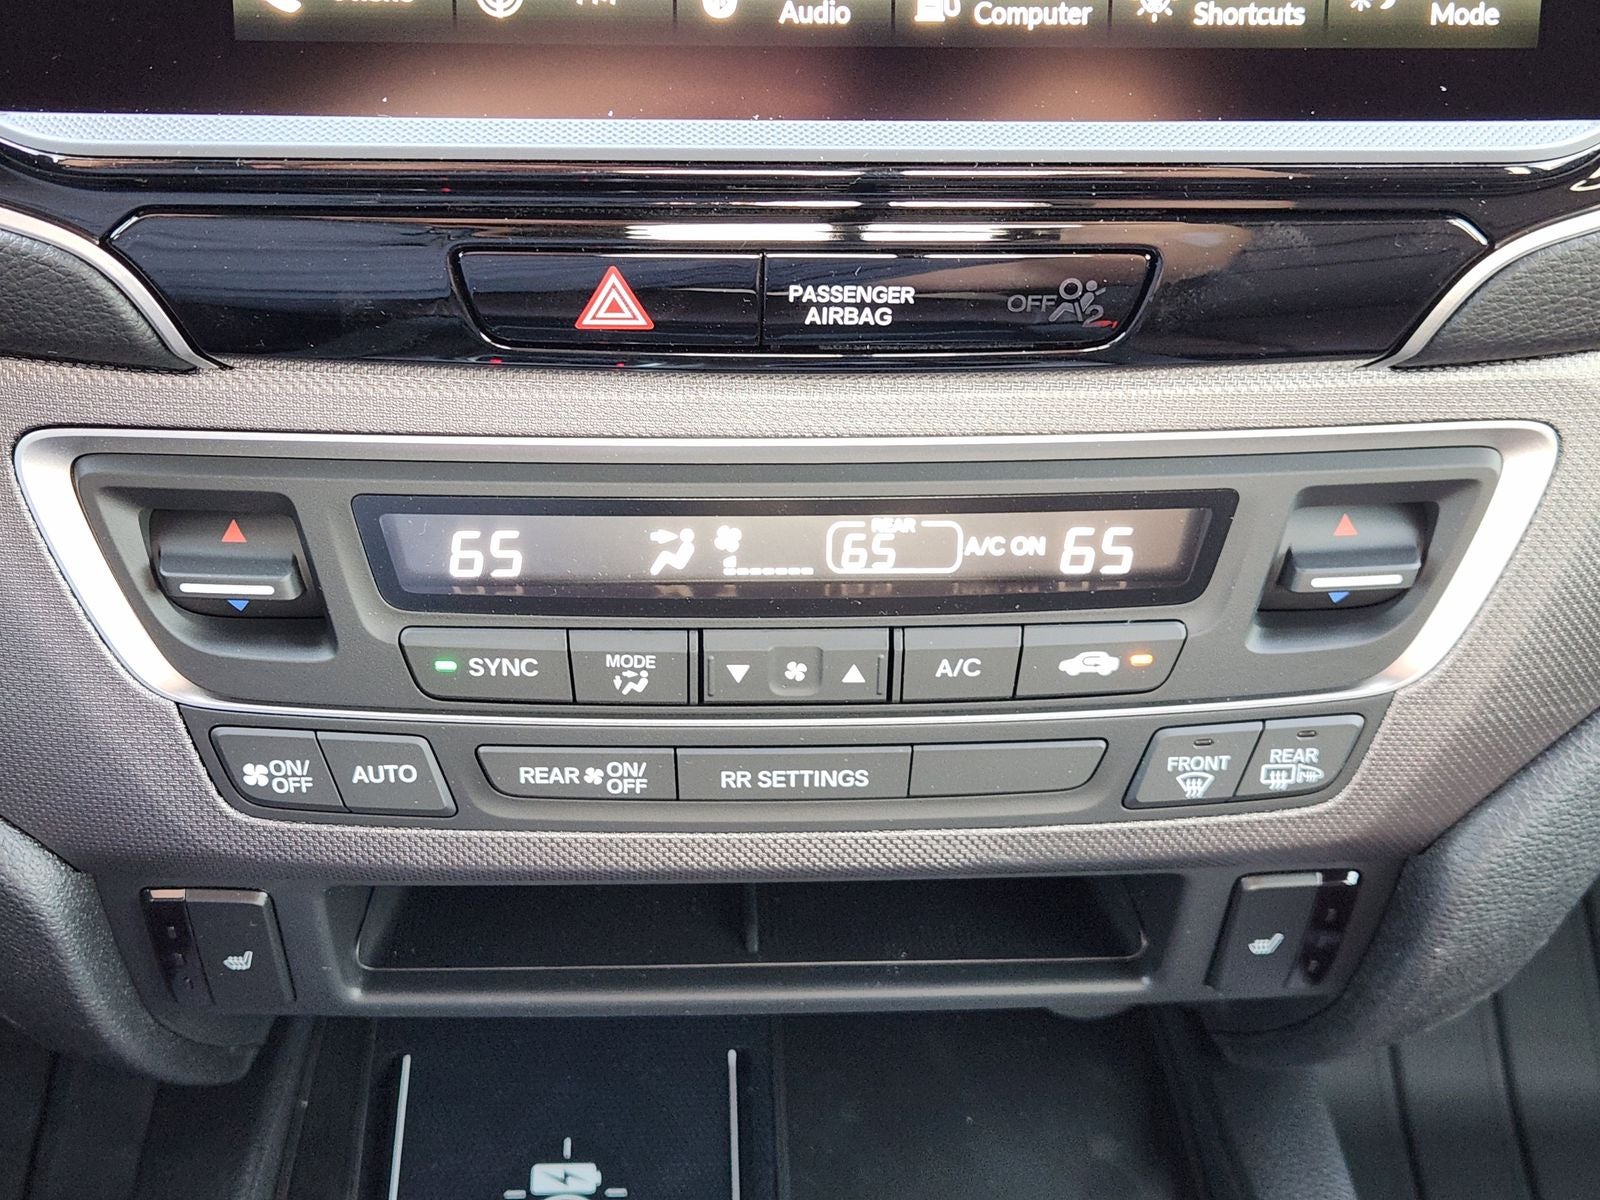 Audio
Computer
Shortcuts
Mode
PASSENGER
AIRBAG
OFF
2
65
REAR
65
A/C ON
65
SYNC
MODE
A/C
ON/
OFF
AUTO
REAR ON/
OFF
RR SETTINGS
FRONT
REAR